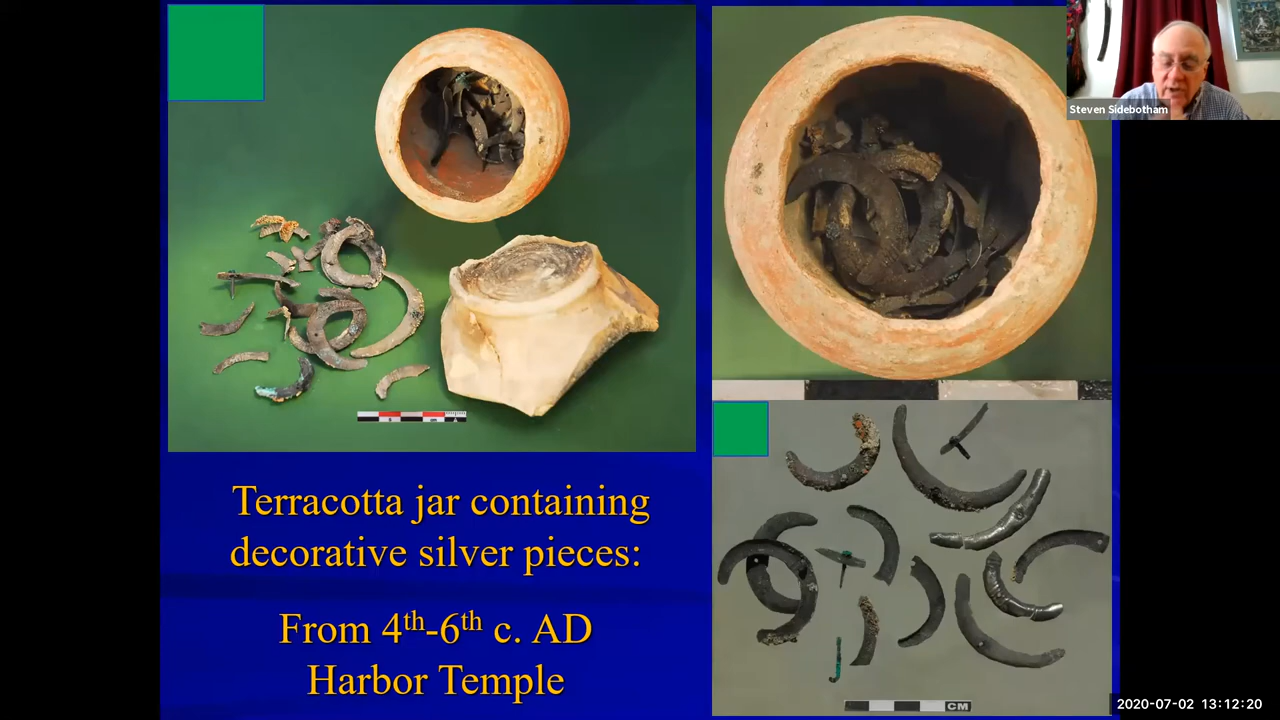 Steven Sidebotham
Terracotta jar containing
decorative silver pieces:
From 4th-6th c. AD
Harbor Temple
CM
2020-07-02 13:12:20